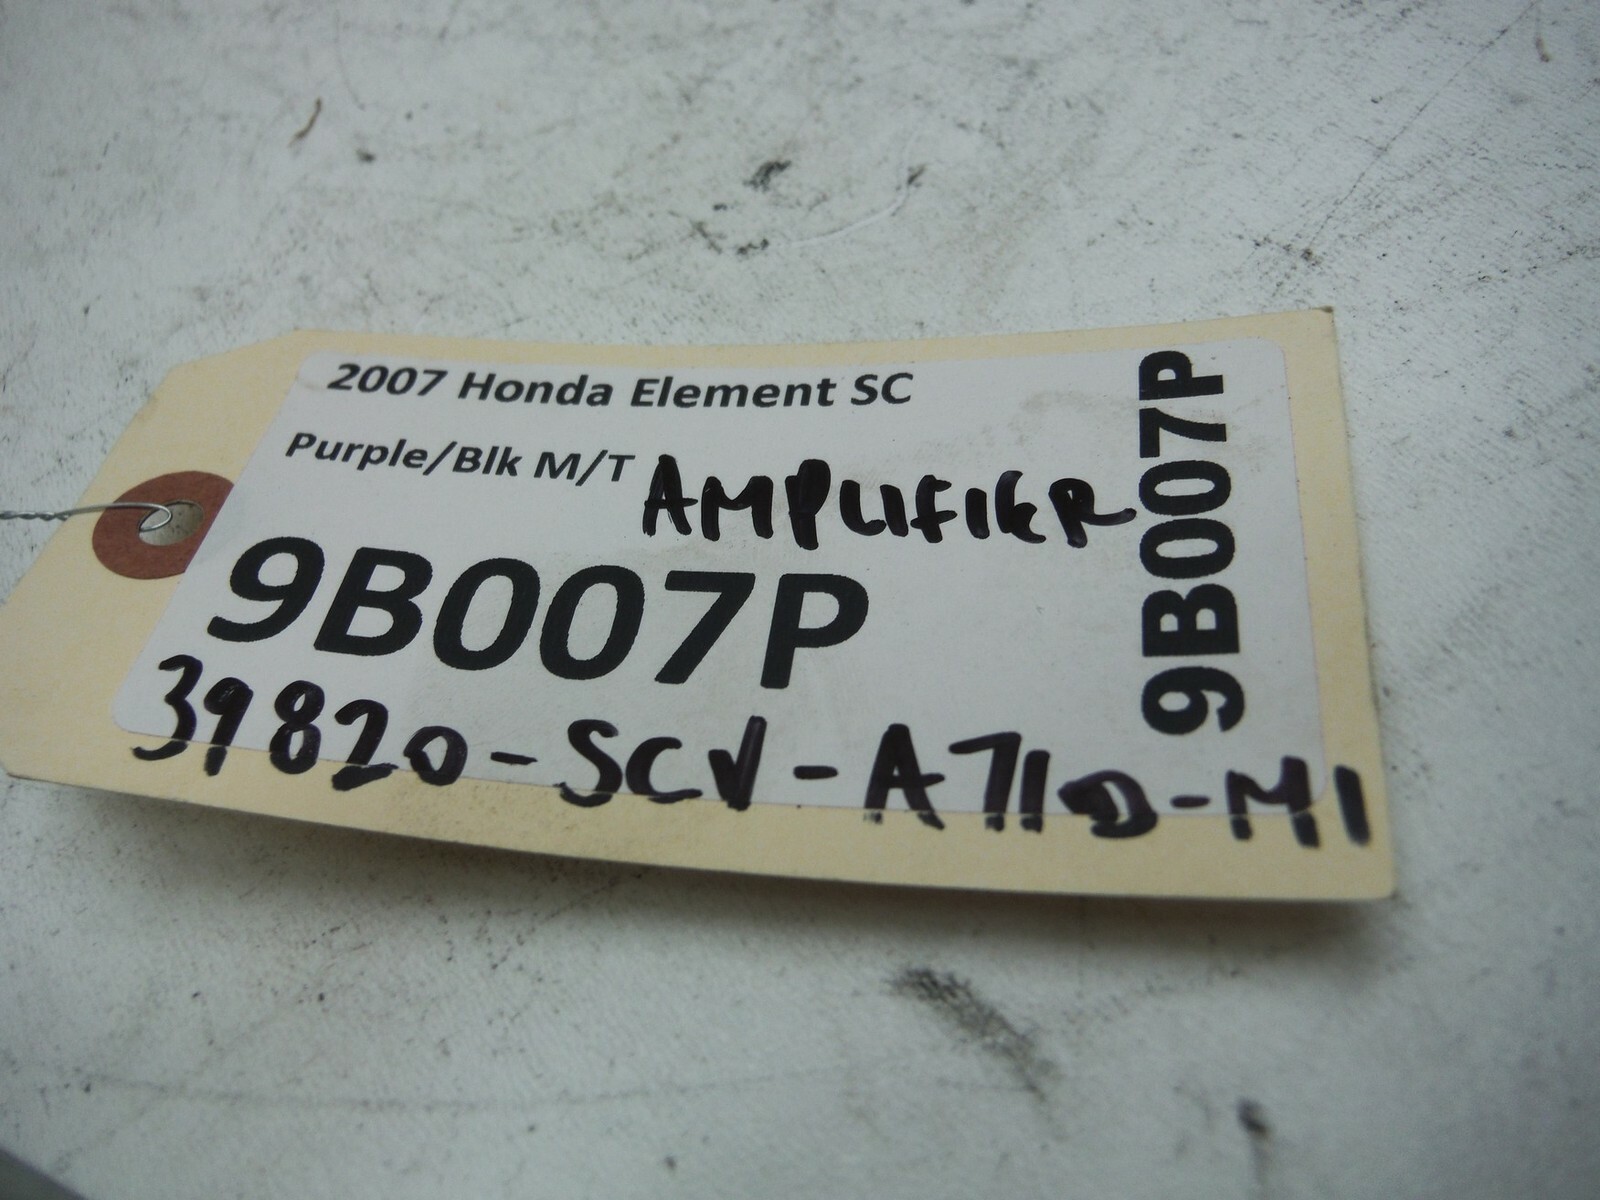 2007 Honda Element SC
Purple/Blk M/T
AMPLIFIER
9B007P
39820-SCV-A710-M1
9B007P